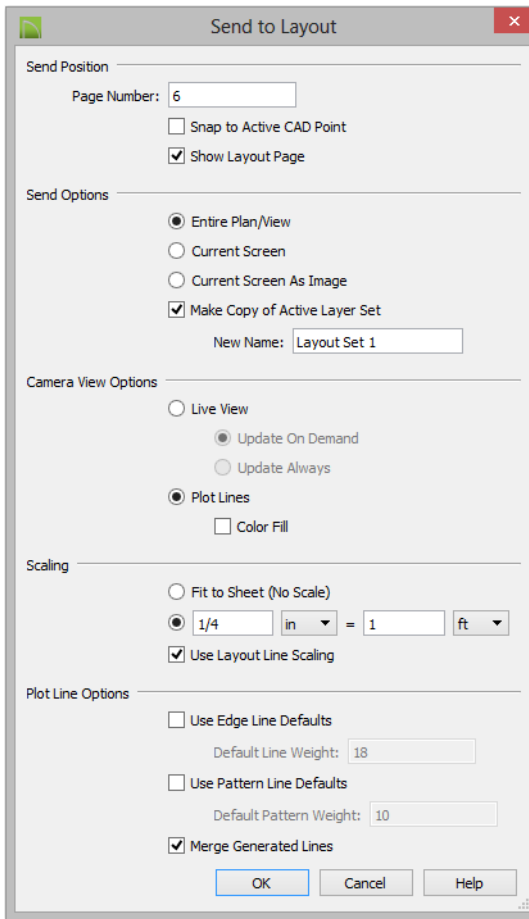 Send to Layout
Send Position
Page Number: 6
Snap to Active CAD Point
Show Layout Page
Send Options
Entire Plan/View
Current Screen
Current Screen As Image
Make Copy of Active Layer Set
New Name: Layout Set 1
Camera View Options
Live View
Update On Demand
Update Always
Plot Lines
Color Fill
Scaling
Fit to Sheet (No Scale)
1/4 in = 1 ft
Use Layout Line Scaling
Plot Line Options
Use Edge Line Defaults
Default Line Weight: 18
Use Pattern Line Defaults
Default Pattern Weight: 10
Merge Generated Lines
OK Cancel Help